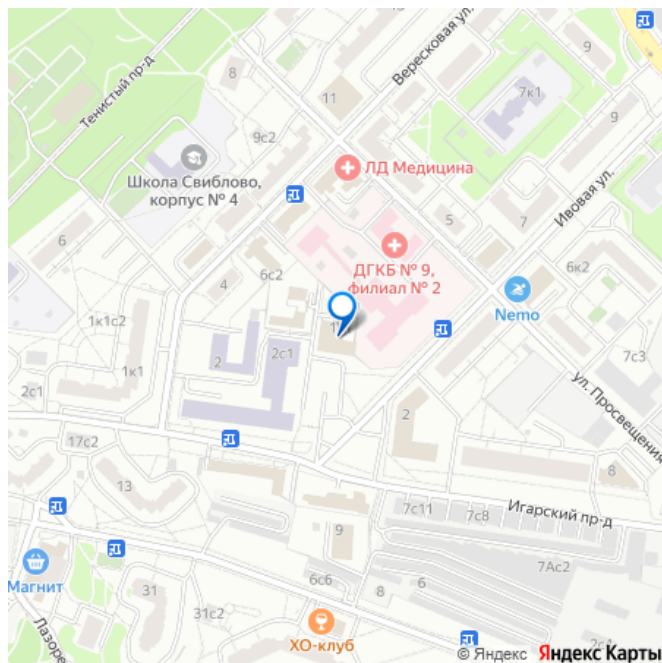 Вересковая ул.
9
8
11
7к1
9
Тенистый пр-д
9с2
ЛД Медицина
Школа Свиблово,
корпус № 4
5
7
Ивовая ул.
6
ДГКБ № 9,
филиал № 2
6к2
6с2
4
Nemo
1к1с2
2с1
2
7с3
1к1
2с1
ул. Просвещения
2
17с2
8
13
Игарский пр-д
7с11
7с8
9
7Ас2
Магнит
31
6с6
8
6
31с2
ХО-клуб
Лазоре
© Яндекс Яндекс Карты